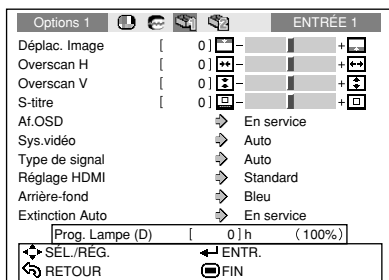 Options 1 ENTRÉE 1
Déplac. Image [ 0 ] - +
Overscan H [ 0 ] - +
Overscan V [ 0 ] - +
S-titre [ 0 ] - +
Af.OSD En service
Sys.vidéo Auto
Type de signal Auto
Réglage HDMI Standard
Arrière-fond Bleu
Extinction Auto En service
Prog. Lampe (D) [ 0 ] h (100%)
SÉL./RÉG. ENTR.
RETOUR FIN